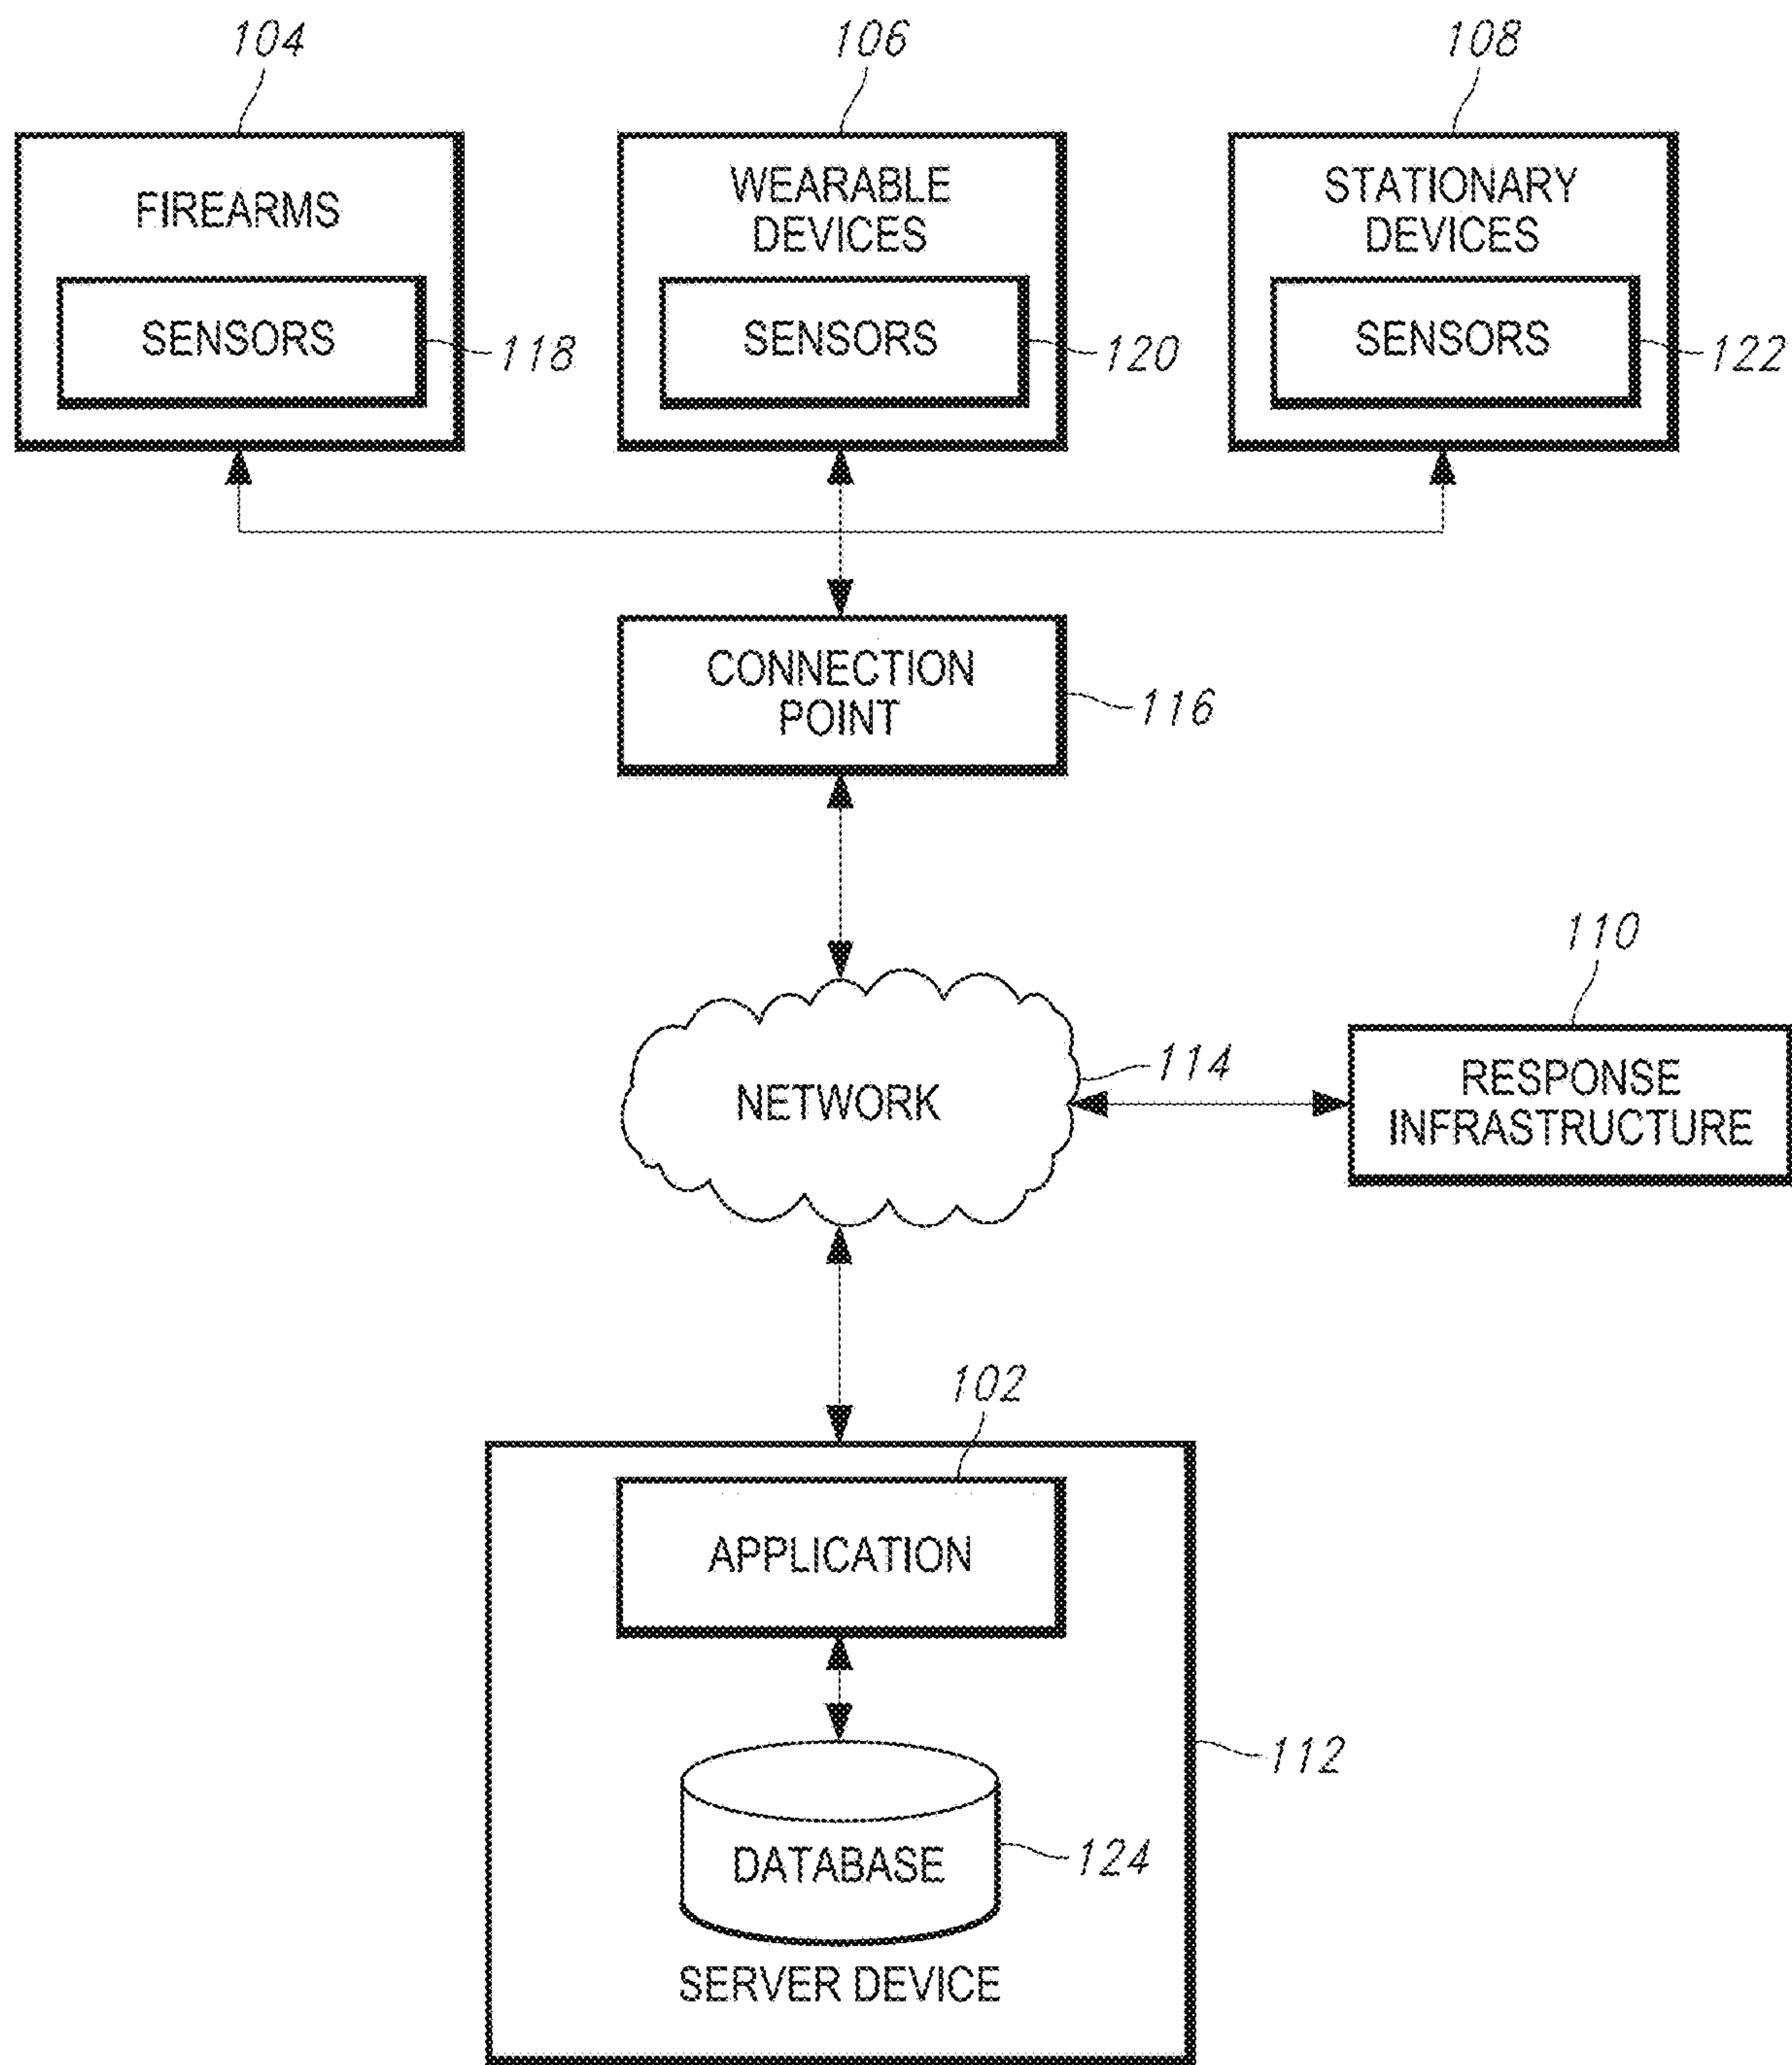 104
106
108
FIREARMS
WEARABLE
DEVICES
STATIONARY
DEVICES
SENSORS
118
SENSORS
120
SENSORS
122
CONNECTION
POINT
116
110
NETWORK
114
RESPONSE
INFRASTRUCTURE
102
APPLICATION
112
DATABASE
124
SERVER DEVICE